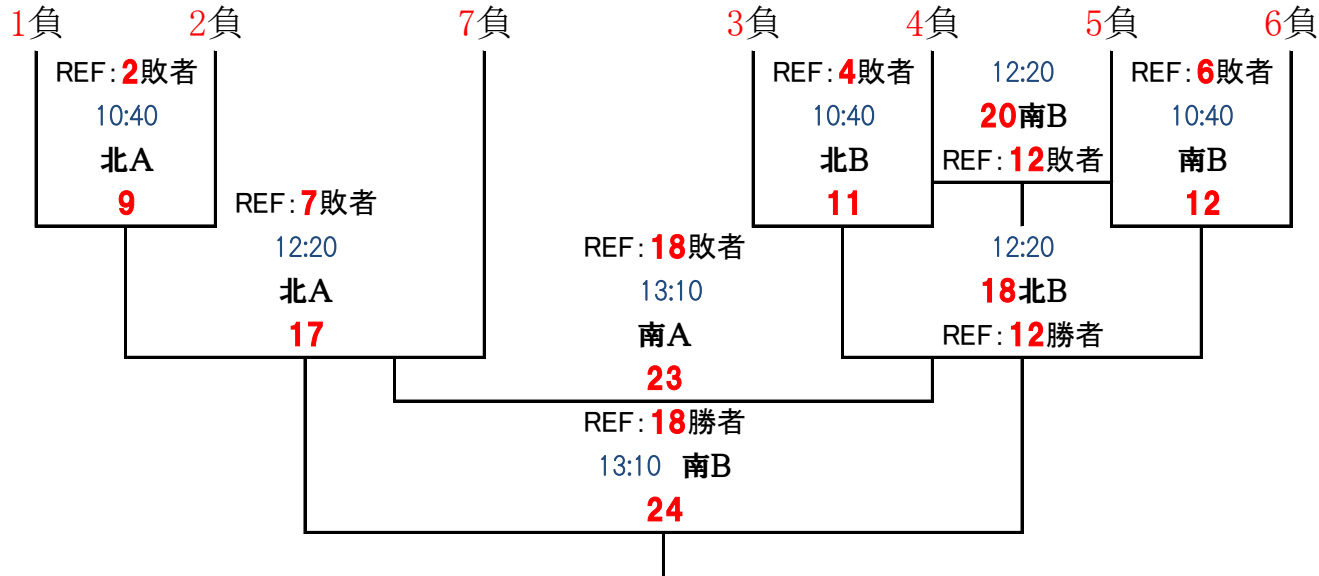 1負 2負 7負 3負 4負 5負 6負
REF:2敗者 REF:4敗者 12:20 REF:6敗者
10:40 10:40 20南B 10:40
北A 北B REF:12敗者 南B
9 REF:7敗者 11 12
12:20 REF:18敗者 12:20
北A 13:10 18北B
17 南A REF:12勝者
23
REF:18勝者
13:10 南B
24